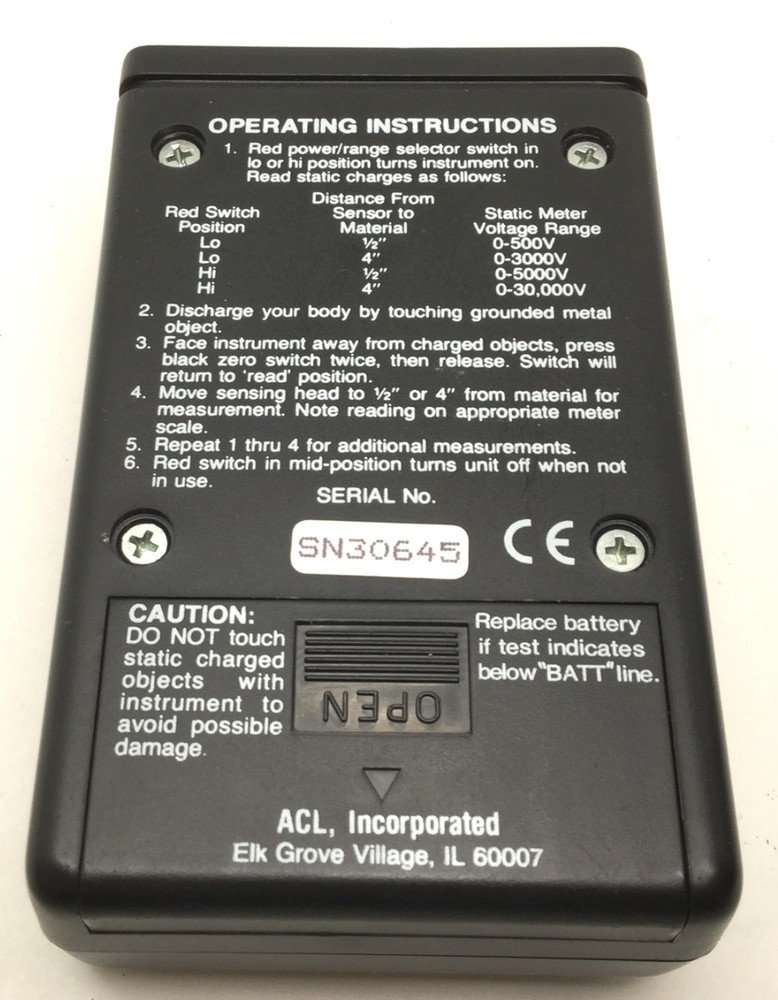 OPERATING INSTRUCTIONS
1. Red power/range selector switch in
lo or hi position turns instrument on.
Read static charges as follows:
Distance From
Red Switch Sensor to Static Meter
Position Material Voltage Range
Lo ½" 0-500V
Lo 4" 0-3000V
Hi ½" 0-5000V
Hi 4" 0-30,000V
2. Discharge your body by touching grounded metal
object.
3. Face instrument away from charged objects, press
black zero switch twice, then release. Switch will
return to 'read' position.
4. Move sensing head to ½" or 4" from material for
measurement. Note reading on appropriate meter
scale.
5. Repeat 1 thru 4 for additional measurements.
6. Red switch in mid-position turns unit off when not
in use.
SERIAL No.
SN30645
CE
CAUTION:
DO NOT touch
static charged
objects with
instrument to
avoid possible
damage.
OPEN
Replace battery
if test indicates
below "BATT" line.
ACL, Incorporated
Elk Grove Village, IL 60007